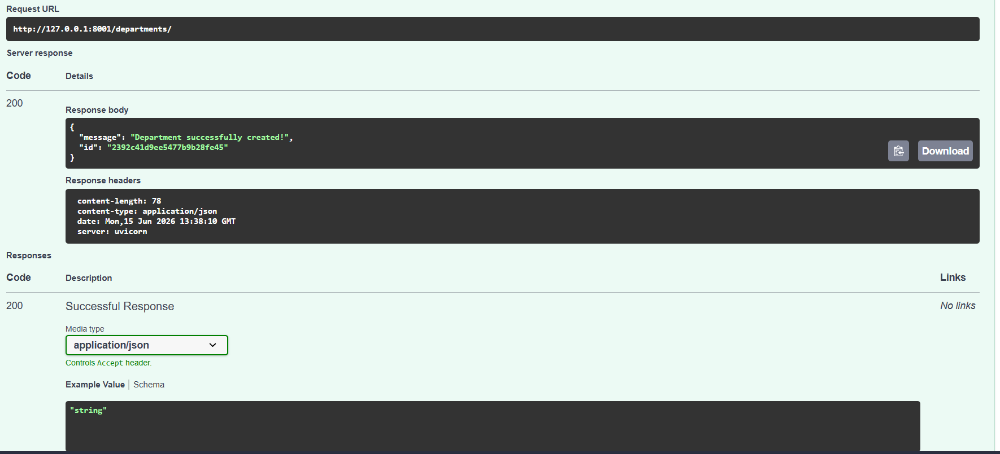 Request URL
http://127.0.0.1:8001/departments/
Server response
Code Details
200
Response body
{
"message": "Department successfully created!",
"id": "2392c41d9ee5477b9b28fe45"
}
Download
Response headers
content-length: 78
content-type: application/json
date: Mon,15 Jun 2026 13:38:10 GMT
server: uvicorn
Responses
Code Description Links
200 Successful Response No links
Media type
application/json
Controls Accept header.
Example Value Schema
"string"